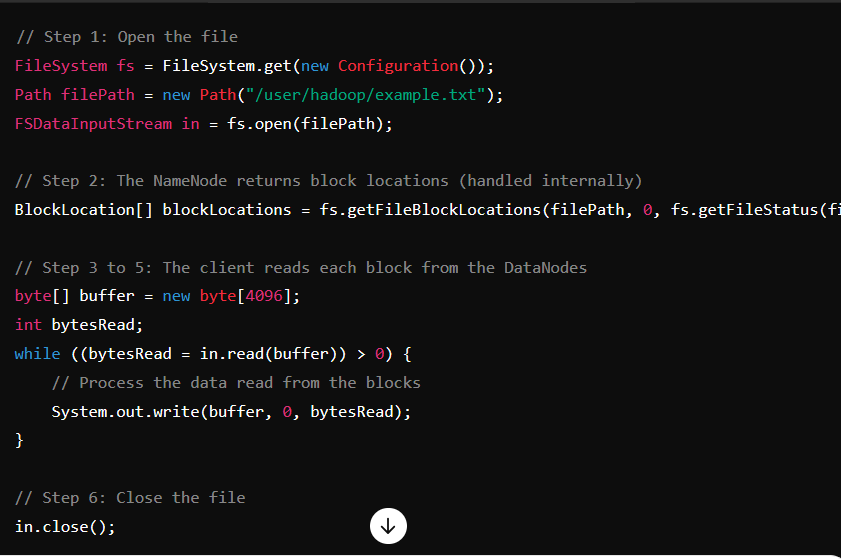 // Step 1: Open the file
FileSystem fs = FileSystem.get(new Configuration());
Path filePath = new Path("/user/hadoop/example.txt");
FSDataInputStream in = fs.open(filePath);
// Step 2: The NameNode returns block locations (handled internally)
BlockLocation[] blockLocations = fs.getFileBlockLocations(filePath, 0, fs.getFileStatus(
// Step 3 to 5: The client reads each block from the DataNodes
byte[] buffer = new byte[4096];
int bytesRead;
while ((bytesRead = in.read(buffer)) > 0) {
    // Process the data read from the blocks
    System.out.write(buffer, 0, bytesRead);
}
// Step 6: Close the file
in.close();